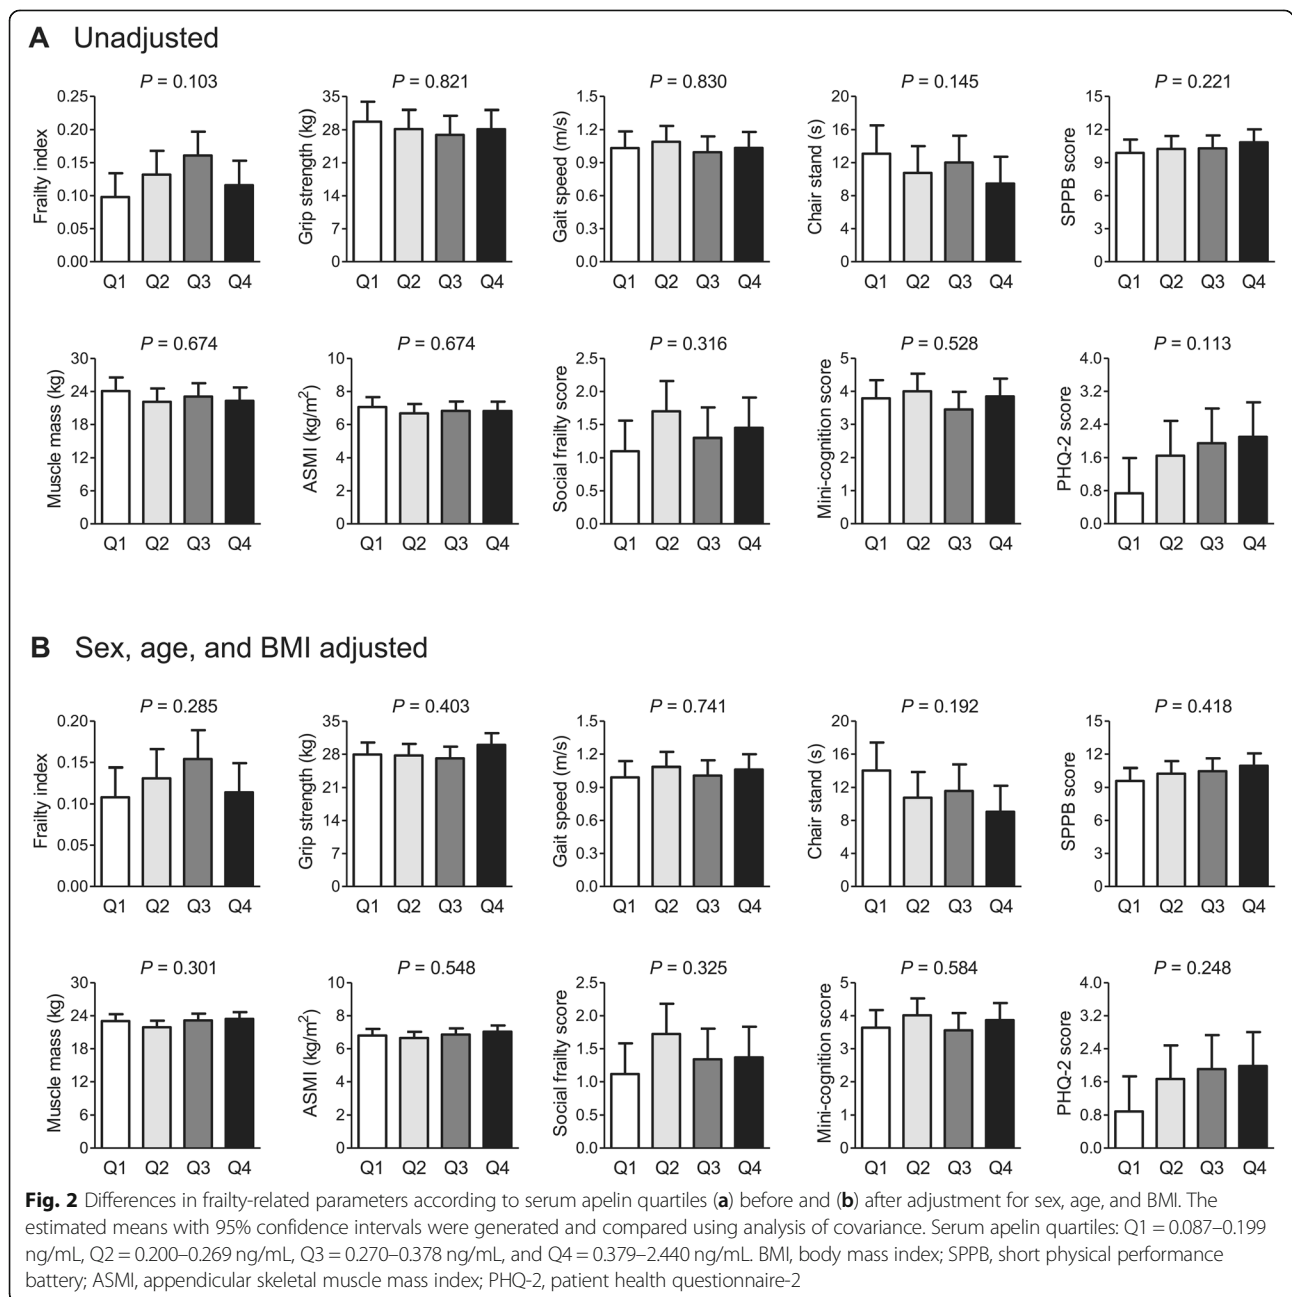 A Unadjusted
P = 0.103
P = 0.821
P = 0.830
P = 0.145
P = 0.221
Frailty index
0.25
0.20
0.15
0.10
0.05
0.00
Q1 Q2 Q3 Q4
Grip strength (kg)
35
28
21
14
7
0
Q1 Q2 Q3 Q4
Gait speed (m/s)
1.5
1.2
0.9
0.6
0.3
0.0
Q1 Q2 Q3 Q4
Chair stand (s)
20
16
12
8
4
0
Q1 Q2 Q3 Q4
SPPB score
15
12
9
6
3
0
Q1 Q2 Q3 Q4
P = 0.674
P = 0.674
P = 0.316
P = 0.528
P = 0.113
Muscle mass (kg)
30
24
18
12
6
0
Q1 Q2 Q3 Q4
ASMI (kg/m²)
10
8
6
4
2
0
Q1 Q2 Q3 Q4
Social frailty score
2.5
2.0
1.5
1.0
0.5
0.0
Q1 Q2 Q3 Q4
Mini-cognition score
5
4
3
2
1
0
Q1 Q2 Q3 Q4
PHQ-2 score
4.0
3.2
2.4
1.6
0.8
0.0
Q1 Q2 Q3 Q4
B Sex, age, and BMI adjusted
P = 0.285
P = 0.403
P = 0.741
P = 0.192
P = 0.418
Frailty index
0.20
0.15
0.10
0.05
0.00
Q1 Q2 Q3 Q4
Grip strength (kg)
35
28
21
14
7
0
Q1 Q2 Q3 Q4
Gait speed (m/s)
1.5
1.2
0.9
0.6
0.3
0.0
Q1 Q2 Q3 Q4
Chair stand (s)
20
16
12
8
4
0
Q1 Q2 Q3 Q4
SPPB score
15
12
9
6
3
0
Q1 Q2 Q3 Q4
P = 0.301
P = 0.548
P = 0.325
P = 0.584
P = 0.248
Muscle mass (kg)
30
24
18
12
6
0
Q1 Q2 Q3 Q4
ASMI (kg/m²)
10
8
6
4
2
0
Q1 Q2 Q3 Q4
Social frailty score
2.5
2.0
1.5
1.0
0.5
0.0
Q1 Q2 Q3 Q4
Mini-cognition score
5
4
3
2
1
0
Q1 Q2 Q3 Q4
PHQ-2 score
4.0
3.2
2.4
1.6
0.8
0.0
Q1 Q2 Q3 Q4
Fig. 2 Differences in frailty-related parameters according to serum apelin quartiles (a) before and (b) after adjustment for sex, age, and BMI. The
estimated means with 95% confidence intervals were generated and compared using analysis of covariance. Serum apelin quartiles: Q1 = 0.087–0.199
ng/mL, Q2 = 0.200–0.269 ng/mL, Q3 = 0.270–0.378 ng/mL, and Q4 = 0.379–2.440 ng/mL. BMI, body mass index; SPPB, short physical performance
battery; ASMI, appendicular skeletal muscle mass index; PHQ-2, patient health questionnaire-2